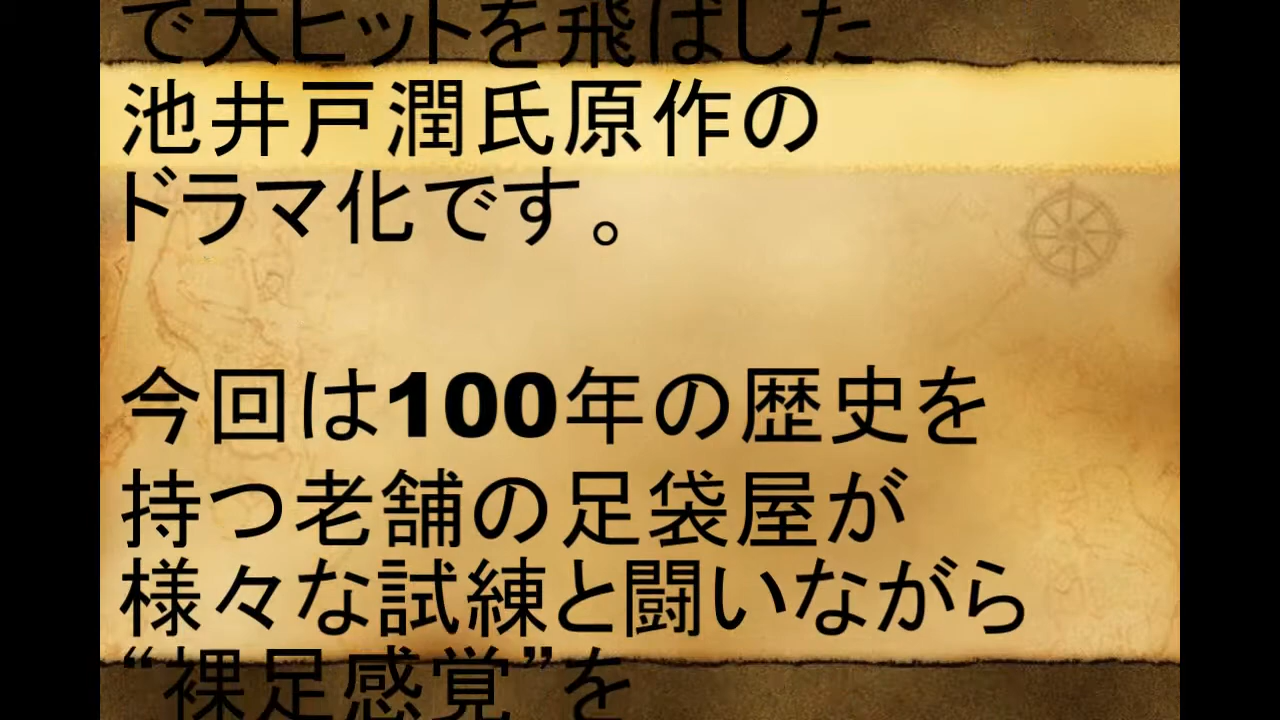 で大ヒットを飛ばした
池井戸潤氏原作の
ドラマ化です。
今回は100年の歴史を
持つ老舗の足袋屋が
様々な試練と闘いながら
“裸足感覚”を